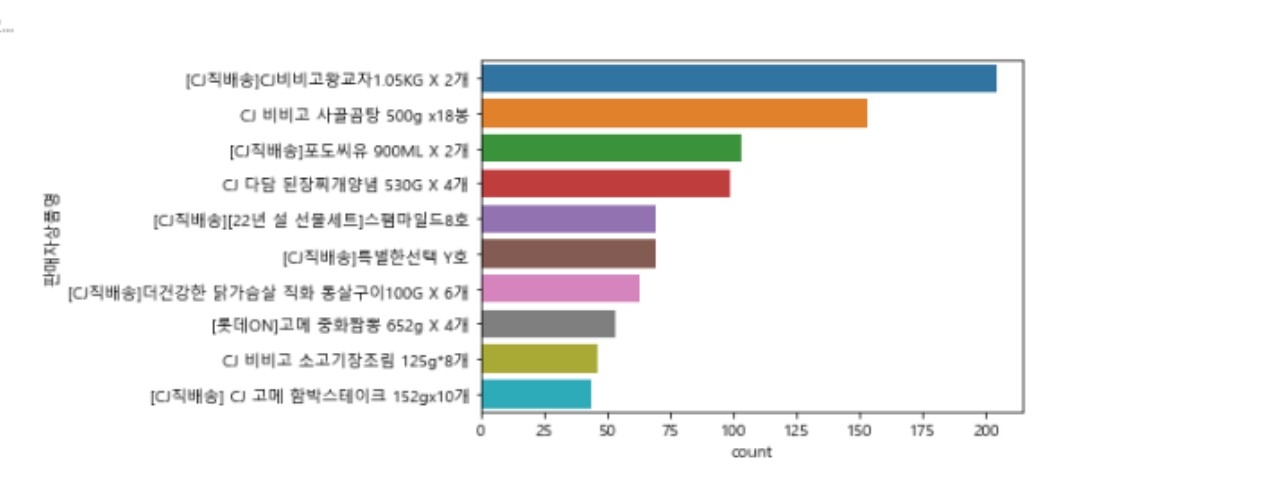 [CJ직배송]CJ비비고왕교자1.05KG X 2개
CJ 비비고 사골곰탕 500g x18봉
[CJ직배송]포도씨유 900ML X 2개
CJ 다담 된장찌개양념 530G X 4개
[CJ직배송][22년 설 선물세트]스팸마일드8호
[CJ직배송]특별한선택 Y호
[CJ직배송]더건강한 닭가슴살 직화 통살구이100G X 6개
[롯데ON]고메 중화짬뽕 652g X 4개
CJ 비비고 소고기장조림 125g*8개
[CJ직배송] CJ 고메 함박스테이크 152gx10개
판매자상품명
0 25 50 75 100 125 150 175 200
count